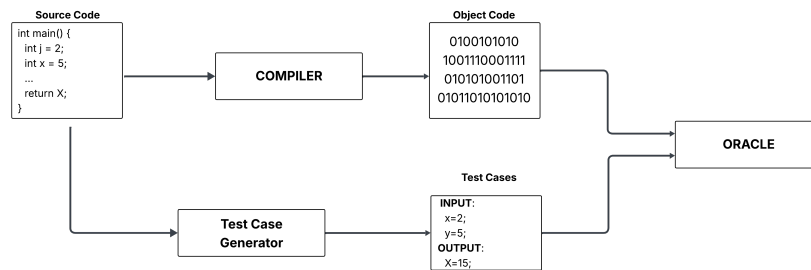 Source Code
int main() {
int j = 2;
int x = 5;
...
return X;
}
COMPILER
Object Code
0100101010
1001110001111
010101001101
01011010101010
ORACLE
Test Case
Generator
Test Cases
INPUT:
x=2;
y=5;
OUTPUT:
X=15;